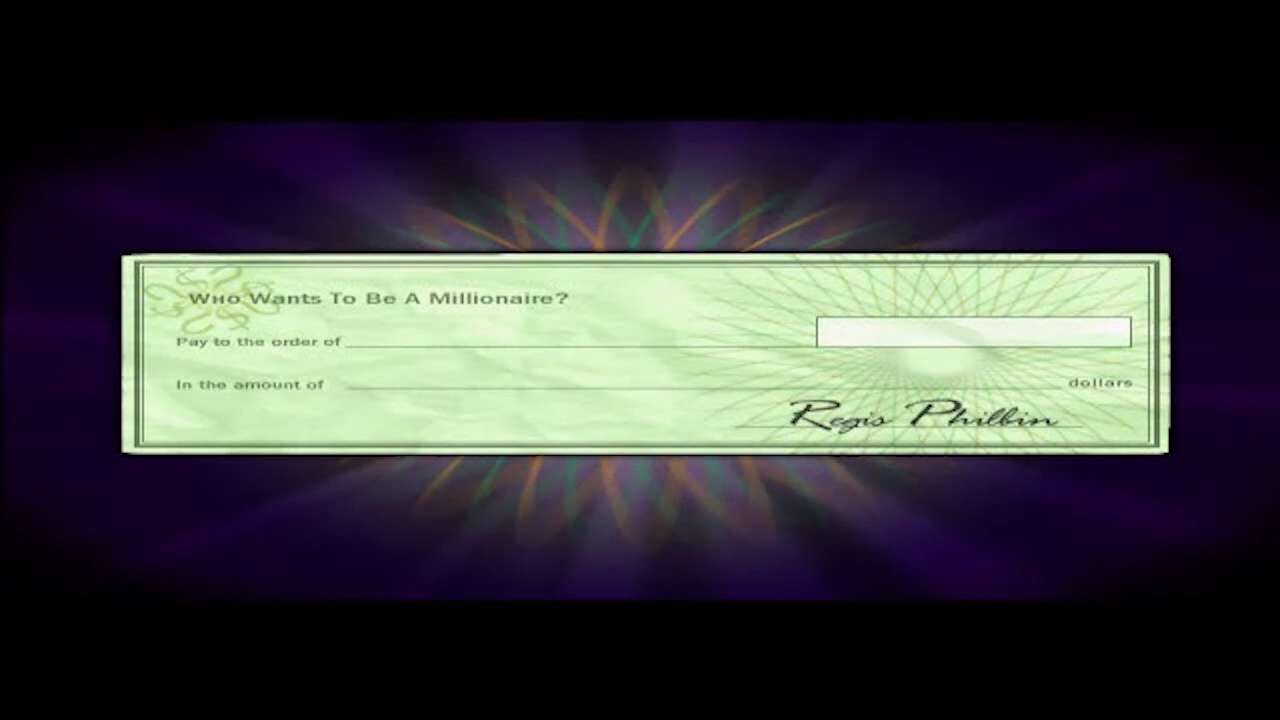 Who Wants To Be A Millionaire?
Pay to the order of
In the amount of dollars
Regis Philbin